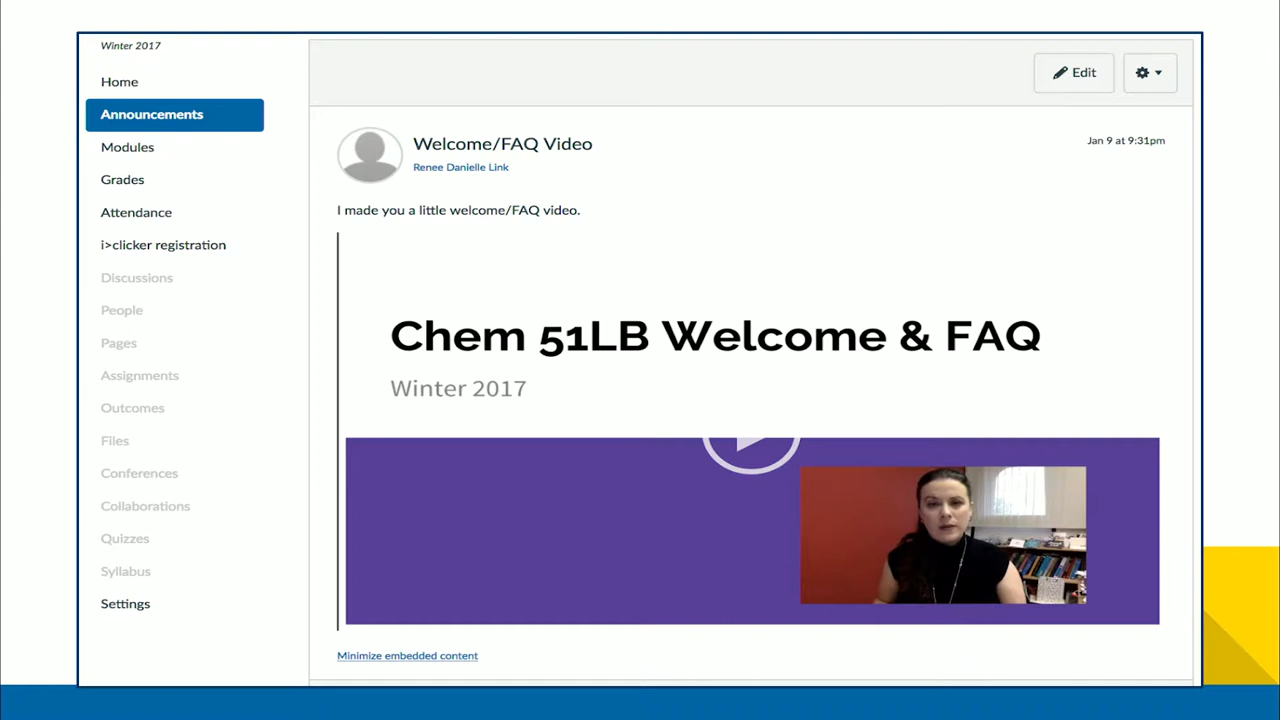 Winter 2017
Home
Announcements
Modules
Grades
Attendance
i>clicker registration
Discussions
People
Pages
Assignments
Outcomes
Files
Conferences
Collaborations
Quizzes
Syllabus
Settings
Edit
Welcome/FAQ Video
Jan 9 at 9:31pm
Renee Danielle Link
I made you a little welcome/FAQ video.
Chem 51LB Welcome & FAQ
Winter 2017
Minimize embedded content